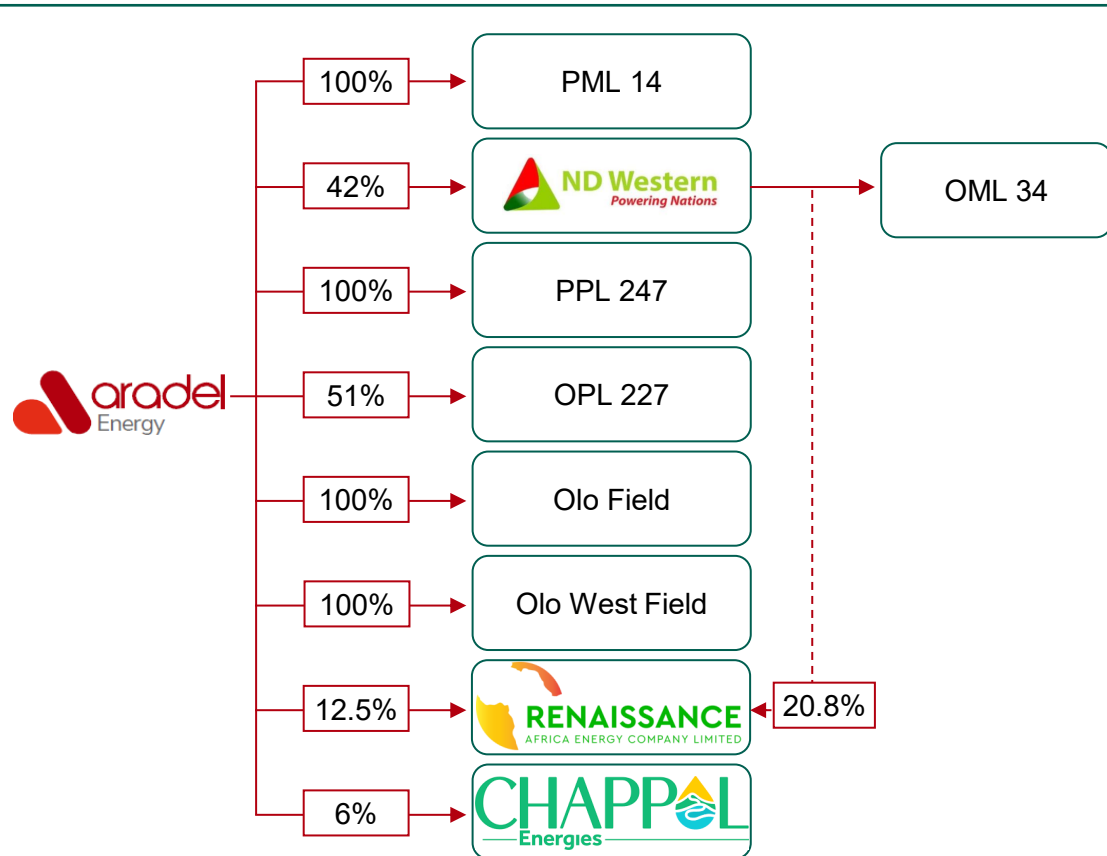 100%
PML 14
42%
ND Western
Powering Nations
OML 34
100%
PPL 247
aradel
Energy
51%
OPL 227
100%
Olo Field
100%
Olo West Field
12.5%
RENAISSANCE
AFRICA ENERGY COMPANY LIMITED
20.8%
6%
CHAPPAL
Energies